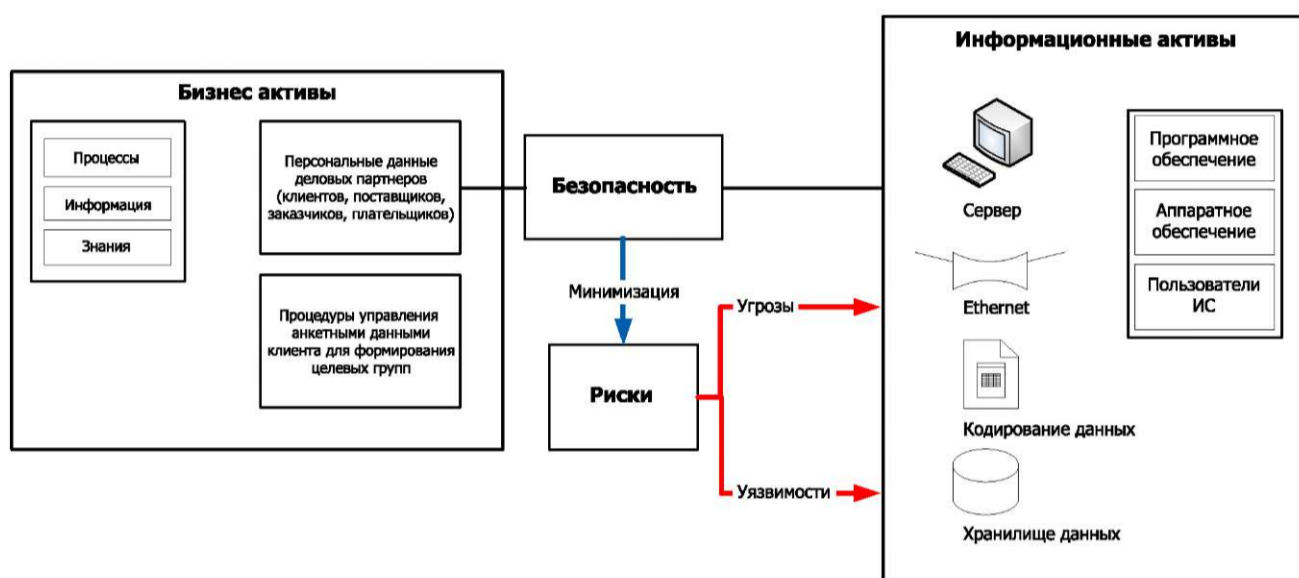 Бизнес активы
Процессы
Информация
Знания
Персональные данные
деловых партнеров
(клиентов, поставщиков,
заказчиков, плательщиков)
Процедуры управления
анкетными данными
клиента для формирования
целевых групп
Безопасность
Минимизация
Риски
Угрозы
Уязвимости
Информационные активы
Сервер
Ethernet
Кодирование данных
Хранилище данных
Программное
обеспечение
Аппаратное
обеспечение
Пользователи
ИС